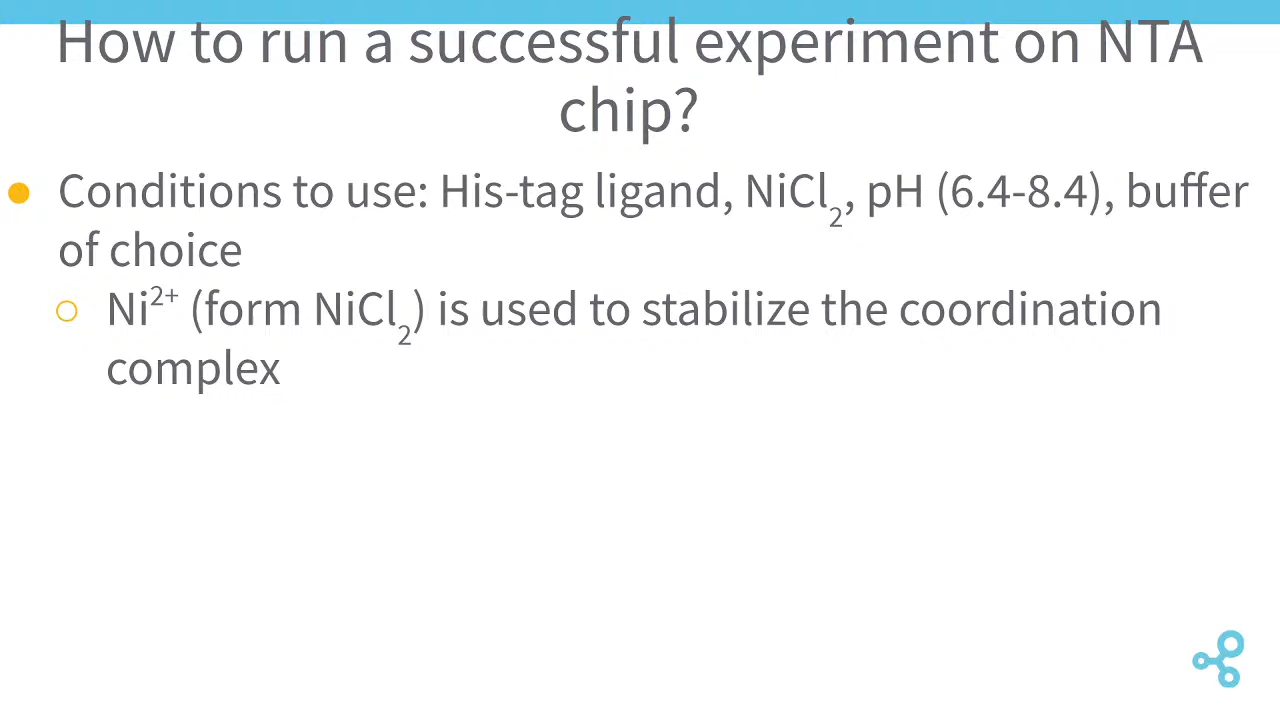 How to run a successful experiment on NTA
chip?
● Conditions to use: His-tag ligand, NiCl₂, pH (6.4-8.4), buffer
of choice
○ Ni²⁺ (form NiCl₂) is used to stabilize the coordination
complex